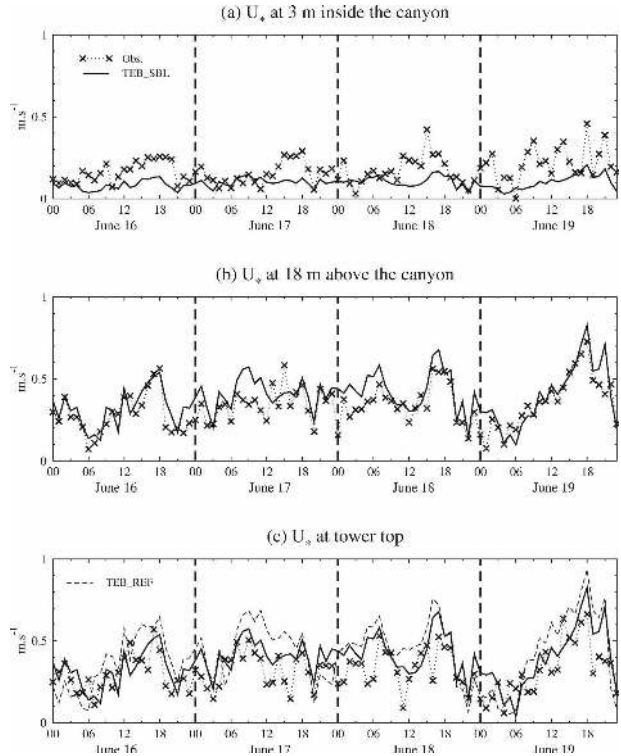 (a) U* at 3 m inside the canyon
1
×······× Obs.
TEB_SBL
m.s-1
0.5
0
00 06 12 18 00 06 12 18 00 06 12 18 00 06 12 18
June 16 June 17 June 18 June 19
(b) U* at 18 m above the canyon
1
m.s-1
0.5
0
00 06 12 18 00 06 12 18 00 06 12 18 00 06 12 18
June 16 June 17 June 18 June 19
(c) U* at tower top
1
TEB_REF
m.s-1
0.5
0
00 06 12 18 00 06 12 18 00 06 12 18 00 06 12 18
June 16 June 17 June 18 June 19